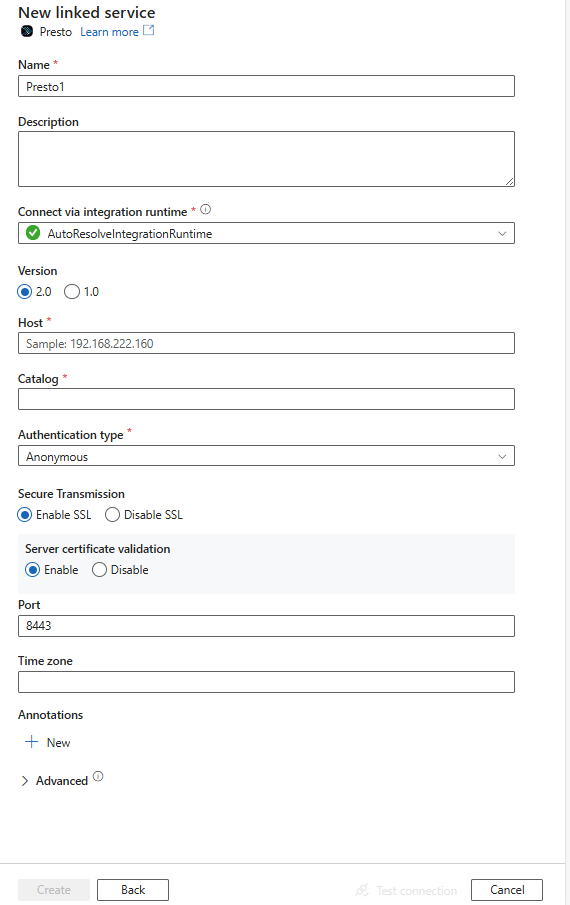 New linked service
Presto Learn more
Name *
Presto1
Description
Connect via integration runtime *
AutoResolveIntegrationRuntime
Version
2.0 1.0
Host *
Sample: 192.168.222.160
Catalog *
Authentication type *
Anonymous
Secure Transmission
Enable SSL Disable SSL
Server certificate validation
Enable Disable
Port
8443
Time zone
Annotations
New
Advanced
Create Back Test connection Cancel